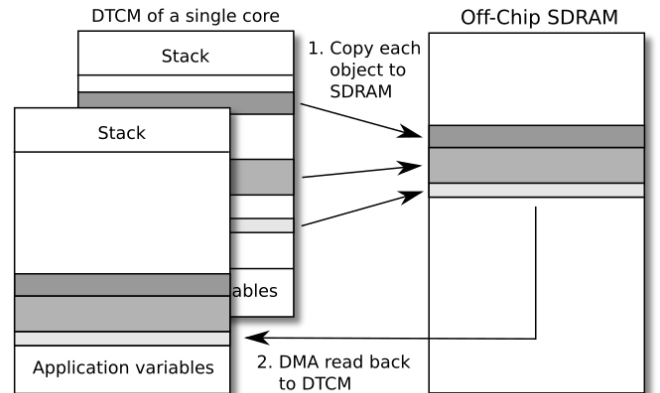 DTCM of a single core
Off-Chip SDRAM
Stack
1. Copy each
object to
SDRAM
Stack
ables
Application variables
2. DMA read back
to DTCM